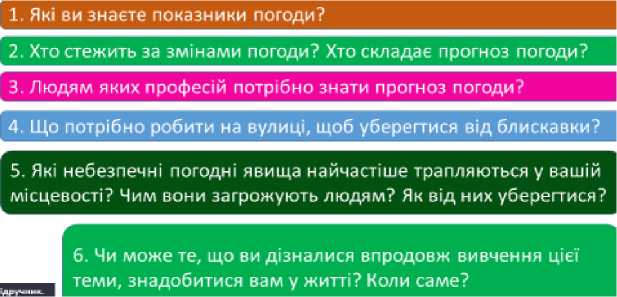 1. Які ви знаєте показники погоди?
2. Хто стежить за змінами погоди? Хто складає прогноз погоди?
3. Людям яких професій потрібно знати прогноз погоди?
4. Що потрібно робити на вулиці, щоб уберегтися від блискавки?
5. Які небезпечні погодні явища найчастіше трапляються у вашій
місцевості? Чим вони загрожують людям? Як від них уберегтися?
6. Чи може те, що ви дізналися впродовж вивчення цієї
теми, знадобитися вам у житті? Коли саме?
ідручник.